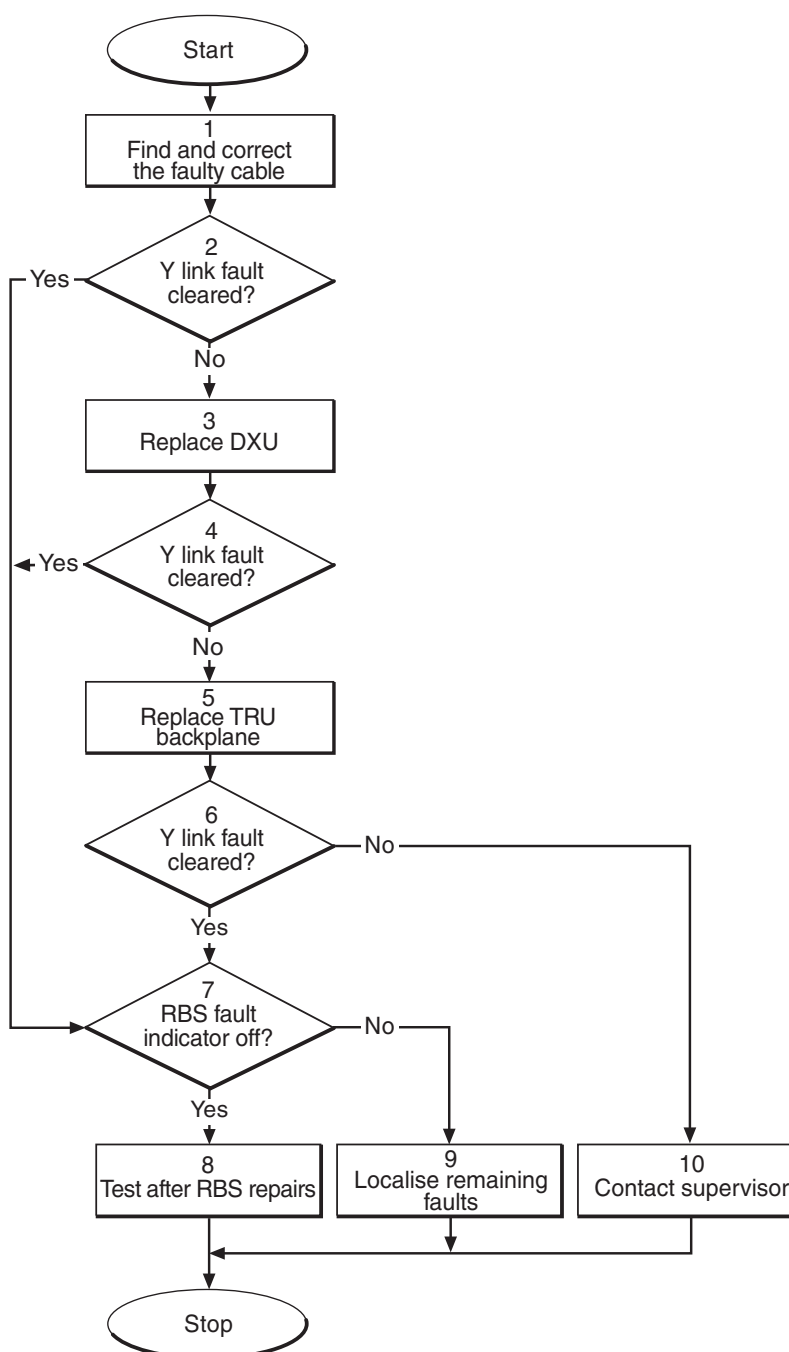 Start
1
Find and correct
the faulty cable
2
Y link fault
cleared?
Yes
No
3
Replace DXU
4
Y link fault
cleared?
Yes
No
5
Replace TRU
backplane
6
Y link fault
cleared?
No
Yes
7
RBS fault
indicator off?
No
Yes
8
Test after RBS repairs
9
Localise remaining
faults
10
Contact supervisor
Stop